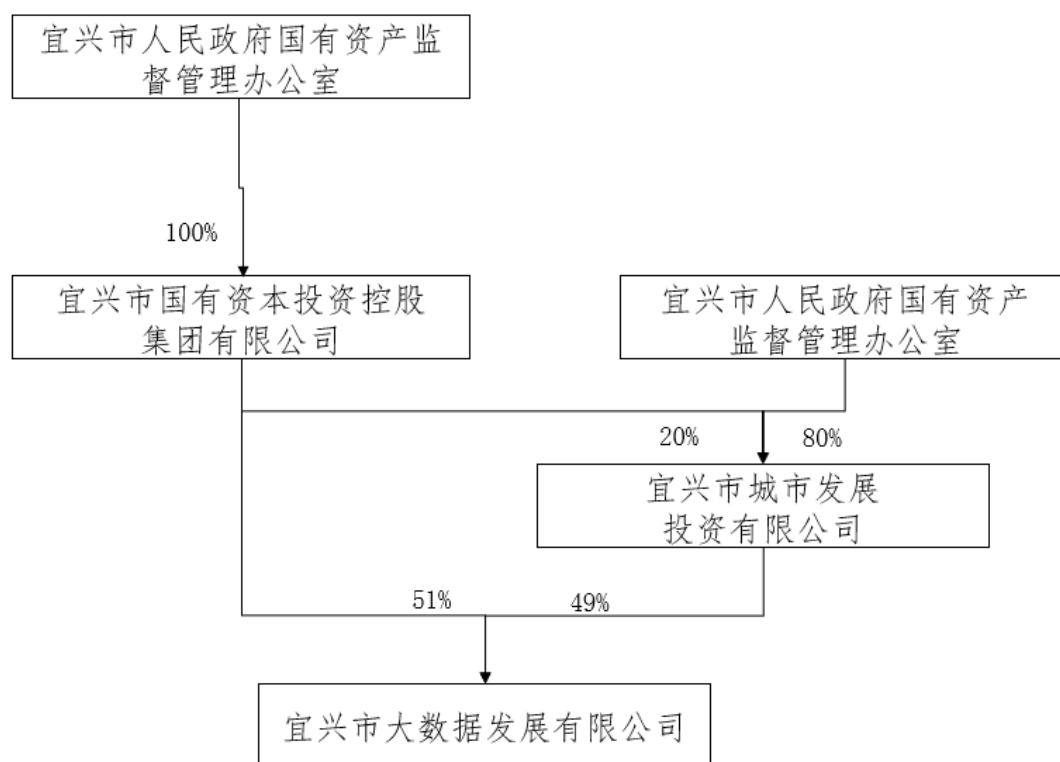 宜兴市人民政府国有资产监
督管理办公室
100%
宜兴市国有资本投资控股
集团有限公司
宜兴市人民政府国有资产
监督管理办公室
20%
80%
宜兴市城市发展
投资有限公司
51%
49%
宜兴市大数据发展有限公司